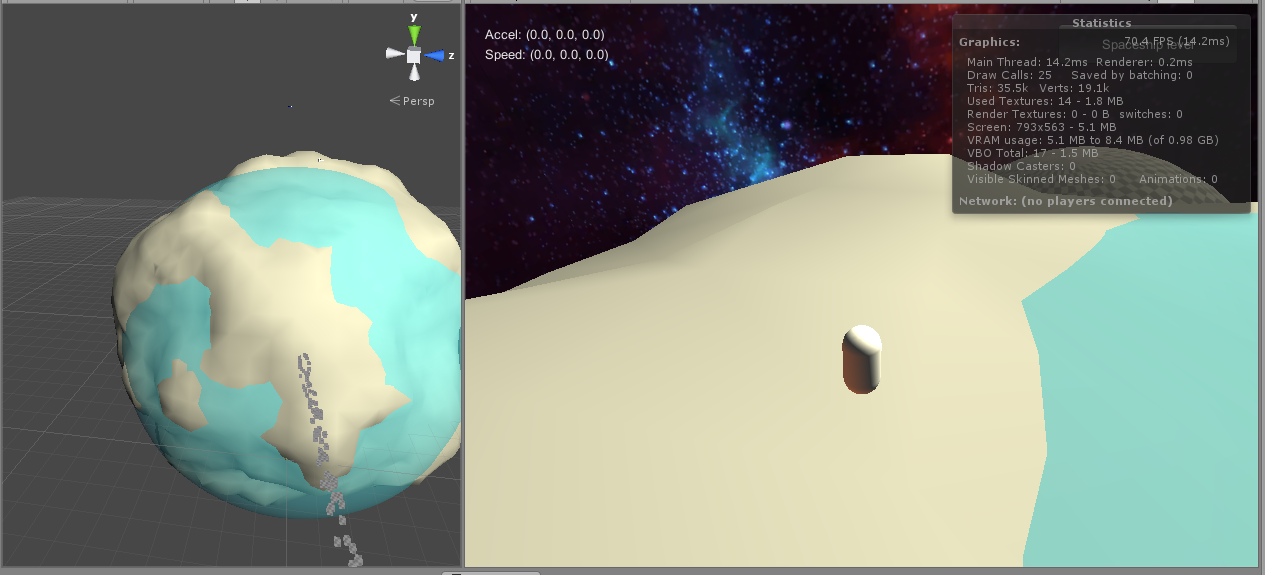 y
z
Persp
Accel: (0.0, 0.0, 0.0)
Speed: (0.0, 0.0, 0.0)
Statistics
Graphics:
70.4 FPS (14.2ms)
Spaceship level
Main Thread: 14.2ms Renderer: 0.2ms
Draw Calls: 25 Saved by batching: 0
Tris: 35.5k Verts: 19.1k
Used Textures: 14 - 1.8 MB
Render Textures: 0 - 0 B switches: 0
Screen: 793x563 - 5.1 MB
VRAM usage: 5.1 MB to 8.4 MB (of 0.98 GB)
VBO Total: 17 - 1.5 MB
Shadow Casters: 0
Visible Skinned Meshes: 0 Animations: 0
Network: (no players connected)